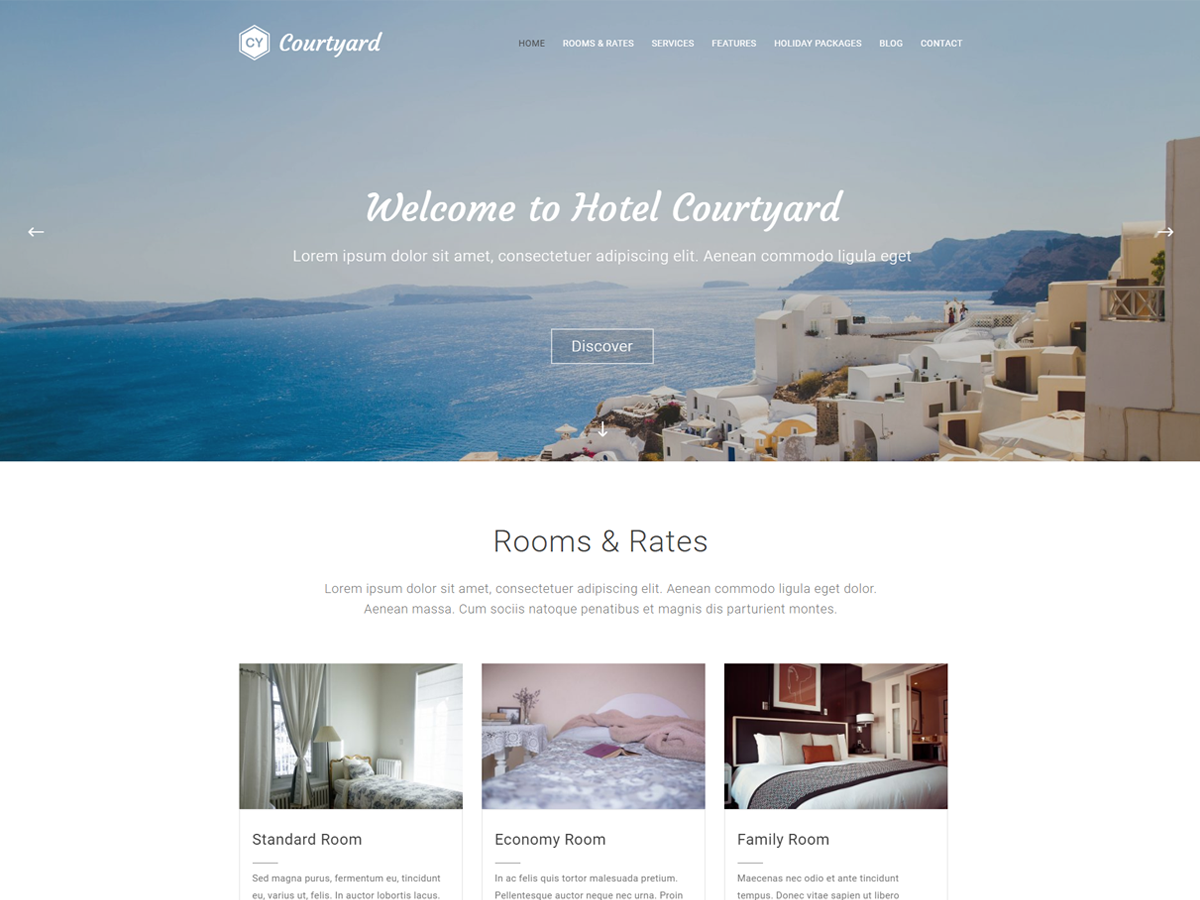 CY Courtyard
HOME ROOMS & RATES SERVICES FEATURES HOLIDAY PACKAGES BLOG CONTACT
Welcome to Hotel Courtyard
Lorem ipsum dolor sit amet, consectetuer adipiscing elit. Aenean commodo ligula eget
Discover
Rooms & Rates
Lorem ipsum dolor sit amet, consectetuer adipiscing elit. Aenean commodo ligula eget dolor.
Aenean massa. Cum sociis natoque penatibus et magnis dis parturient montes.
Standard Room
Sed magna purus, fermentum eu, tincidunt
eu, varius ut, felis. In auctor lobortis lacus.
Economy Room
In ac felis quis tortor malesuada pretium.
Pellentesque auctor neque nec urna. Proin
Family Room
Maecenas nec odio et ante tincidunt
tempus. Donec vitae sapien ut libero